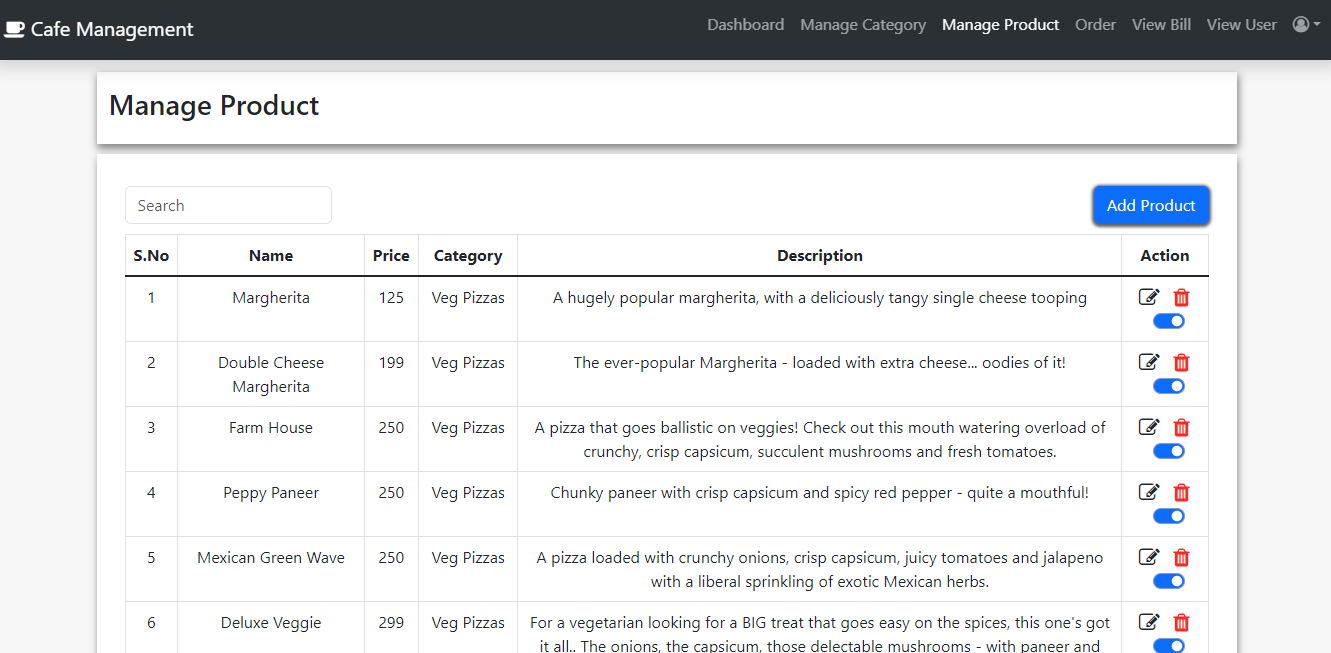 Cafe Management
Dashboard Manage Category Manage Product Order View Bill View User
Manage Product
Search
Add Product
S.No Name Price Category Description Action
1 Margherita 125 Veg Pizzas A hugely popular margherita, with a deliciously tangy single cheese tooping
2 Double Cheese 199 Veg Pizzas The ever-popular Margherita - loaded with extra cheese... oodies of it!
Margherita
3 Farm House 250 Veg Pizzas A pizza that goes ballistic on veggies! Check out this mouth watering overload of
crunchy, crisp capsicum, succulent mushrooms and fresh tomatoes.
4 Peppy Paneer 250 Veg Pizzas Chunky paneer with crisp capsicum and spicy red pepper - quite a mouthful!
5 Mexican Green Wave 250 Veg Pizzas A pizza loaded with crunchy onions, crisp capsicum, juicy tomatoes and jalapeno
with a liberal sprinkling of exotic Mexican herbs.
6 Deluxe Veggie 299 Veg Pizzas For a vegetarian looking for a BIG treat that goes easy on the spices, this one's got
it all.. The onions, the capsicum, those delectable mushrooms - with paneer and